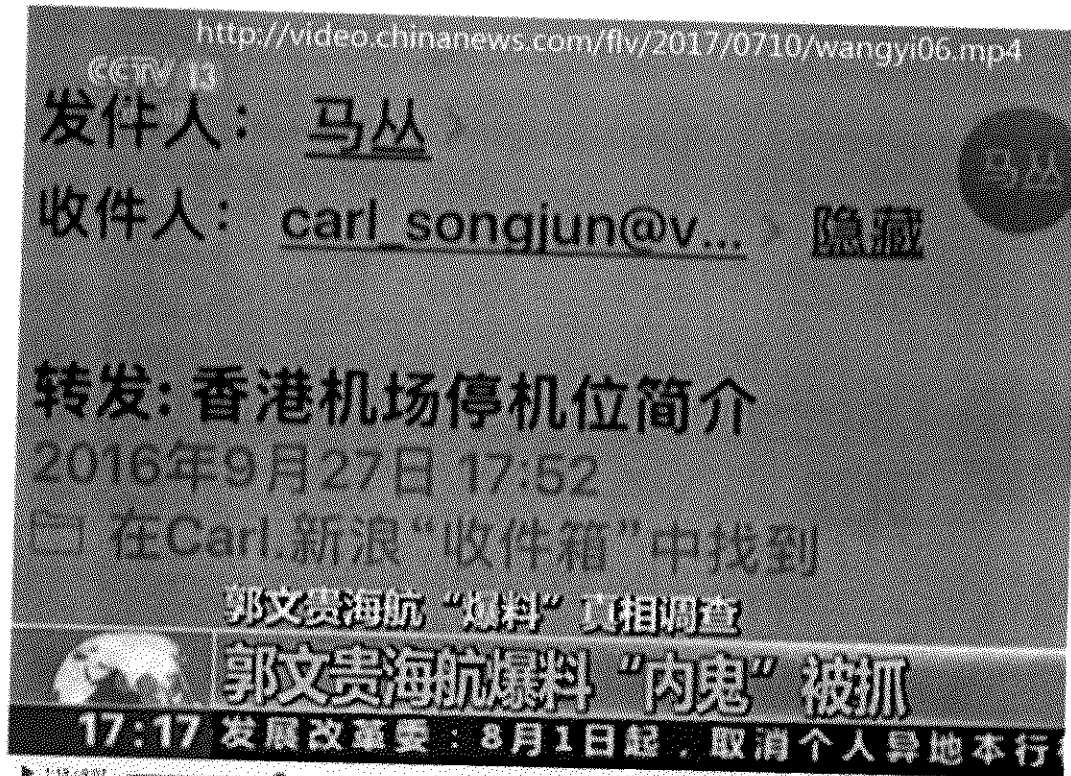 http://video.chinanews.com/flv/2017/0710/wangyi06.mp4
CCTV 13
发件人： 马丛
马丛
收件人： carl_songjun@v... 隐藏
转发: 香港机场停机位简介
2016年9月27日 17:52
在Carl.新浪“收件箱”中找到
郭文贵海航“爆料”真相调查
郭文贵海航爆料“内鬼”被抓
17:17 发展改革委：8月1日起，取消个人异地本行